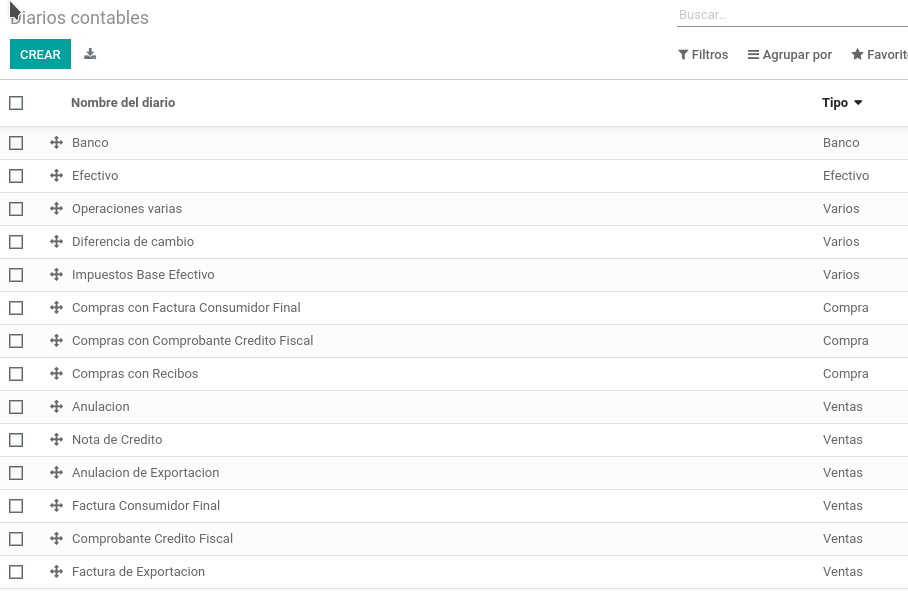 Diarios contables
Buscar...
CREAR
Filtros
Agrupar por
Favorit
Nombre del diario
Tipo
Banco
Banco
Efectivo
Efectivo
Operaciones varias
Varios
Diferencia de cambio
Varios
Impuestos Base Efectivo
Varios
Compras con Factura Consumidor Final
Compra
Compras con Comprobante Credito Fiscal
Compra
Compras con Recibos
Compra
Anulacion
Ventas
Nota de Credito
Ventas
Anulacion de Exportacion
Ventas
Factura Consumidor Final
Ventas
Comprobante Credito Fiscal
Ventas
Factura de Exportacion
Ventas